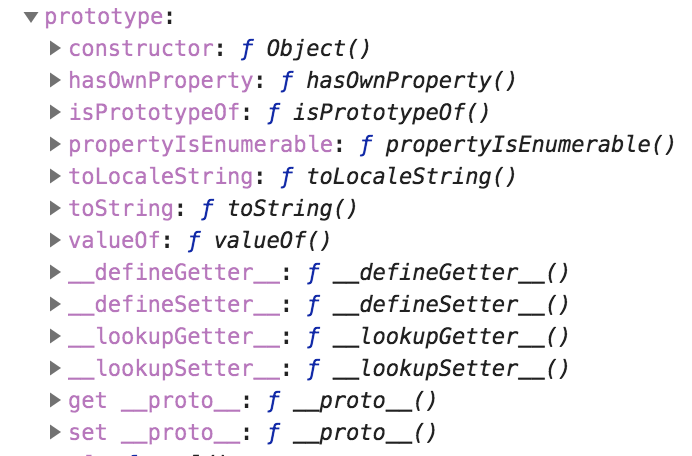 prototype:
constructor: ƒ Object()
hasOwnProperty: ƒ hasOwnProperty()
isPrototypeOf: ƒ isPrototypeOf()
propertyIsEnumerable: ƒ propertyIsEnumerable()
toLocaleString: ƒ toLocaleString()
toString: ƒ toString()
valueOf: ƒ valueOf()
__defineGetter__: ƒ __defineGetter__()
__defineSetter__: ƒ __defineSetter__()
__lookupGetter__: ƒ __lookupGetter__()
__lookupSetter__: ƒ __lookupSetter__()
get __proto__: ƒ __proto__()
set __proto__: ƒ __proto__()